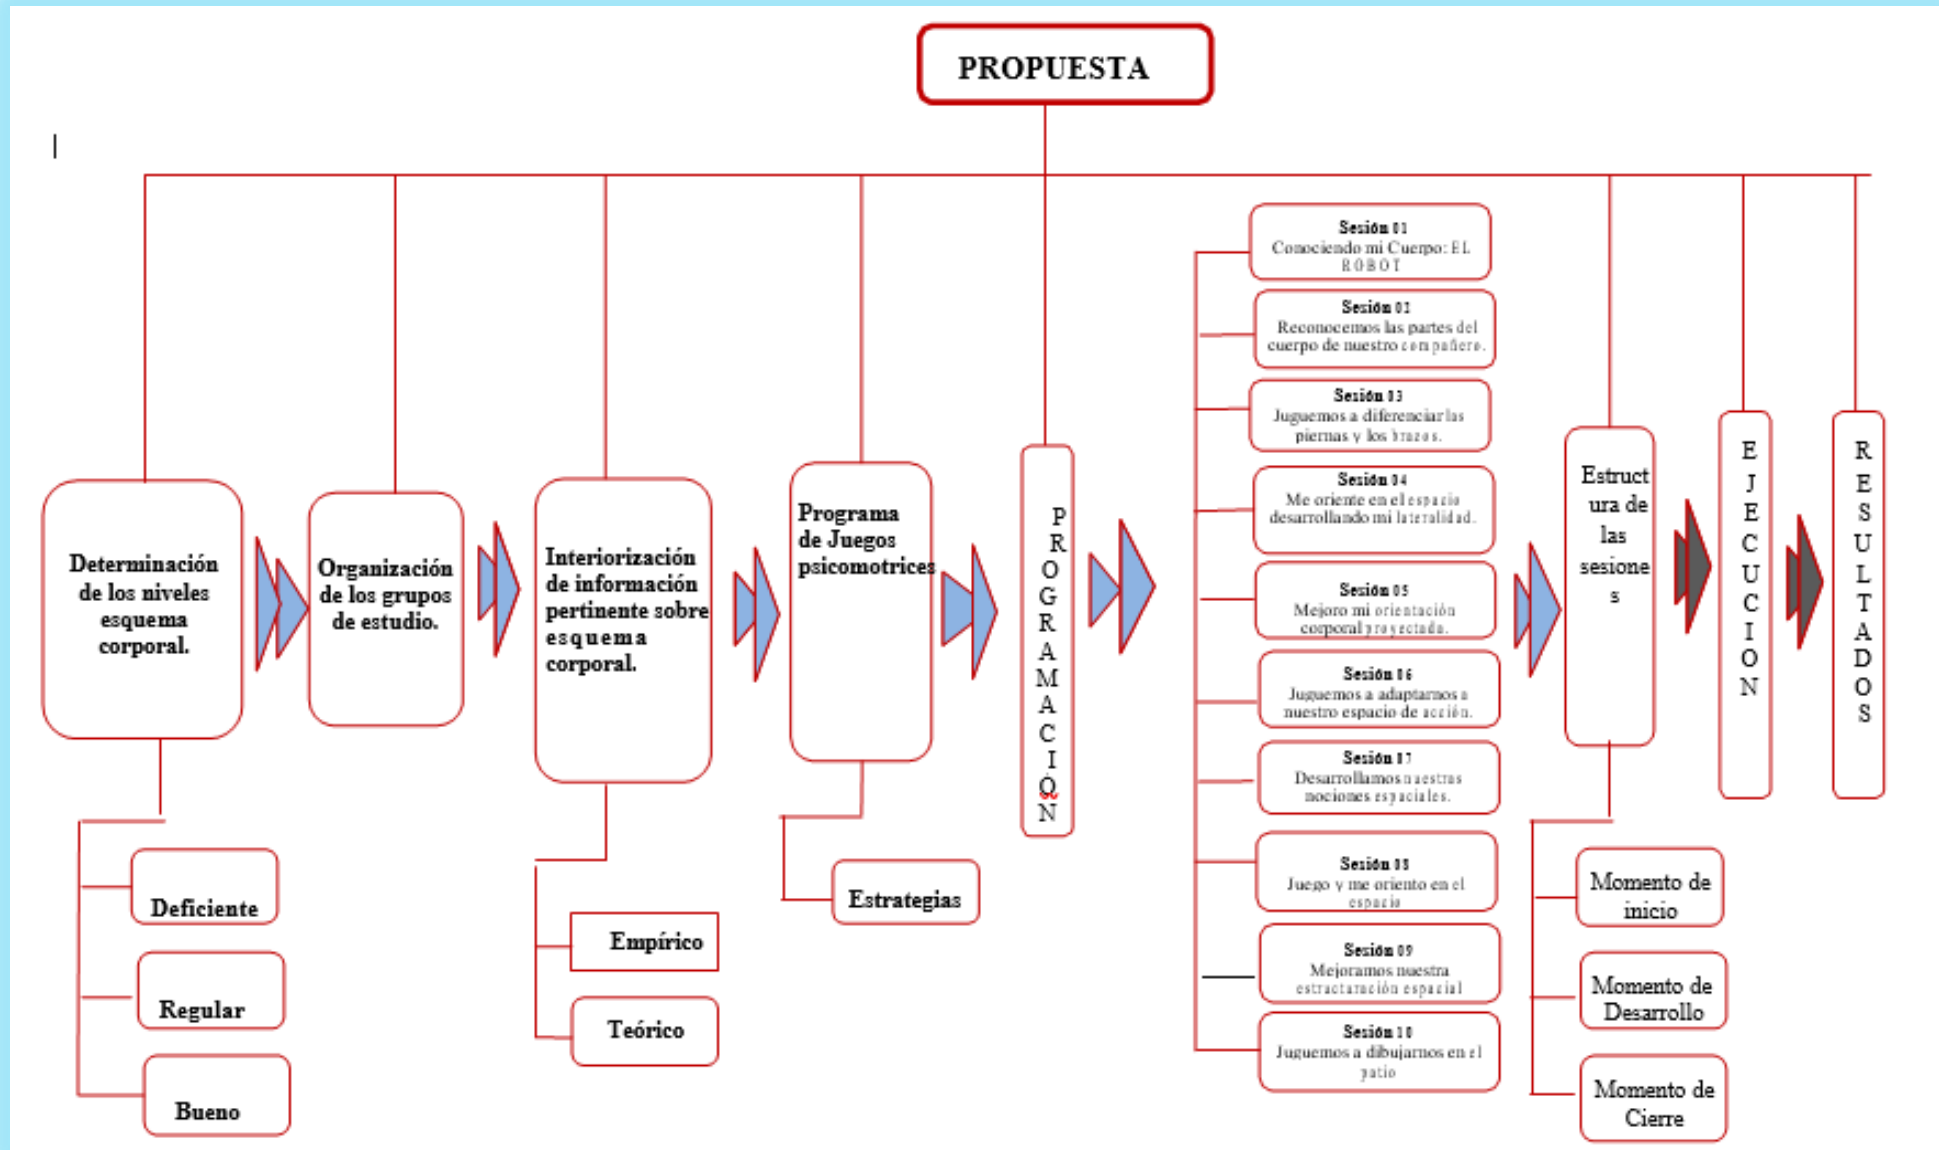 PROPUESTA
Determinación
de los niveles
esquema
corporal.
Deficiente
Regular
Bueno
Organización
de los grupos
de estudio.
Interiorización
de información
pertinente sobre
esquema
corporal.
Empírico
Teórico
Programa
de Juegos
psicomotrices
Estrategias
P
R
O
G
R
A
M
A
C
I
Ó
N
Sesión 01
Conociendo mi Cuerpo: EL
ROBOT
Sesión 02
Reconocemos las partes del
cuerpo de nuestro compañero.
Sesión 03
Juguemos a diferenciar las
piernas y los brazos.
Sesión 04
Me oriente en el espacio
desarrollando mi lateralidad.
Sesión 05
Mejoro mi orientación
corporal proyectada.
Sesión 06
Juguemos a adaptarnos a
nuestro espacio de acción.
Sesión 07
Desarrollamos nuestras
nociones espaciales.
Sesión 08
Juego y me oriento en el
espacio
Sesión 09
Mejoramos nuestra
estructuración espacial
Sesión 10
Juguemos a dibujarnos en el
patio
Estruct
ura de
las
sesione
s
Momento de
inicio
Momento de
Desarrollo
Momento de
Cierre
E
J
E
C
U
C
I
O
N
R
E
S
U
L
T
A
D
O
S